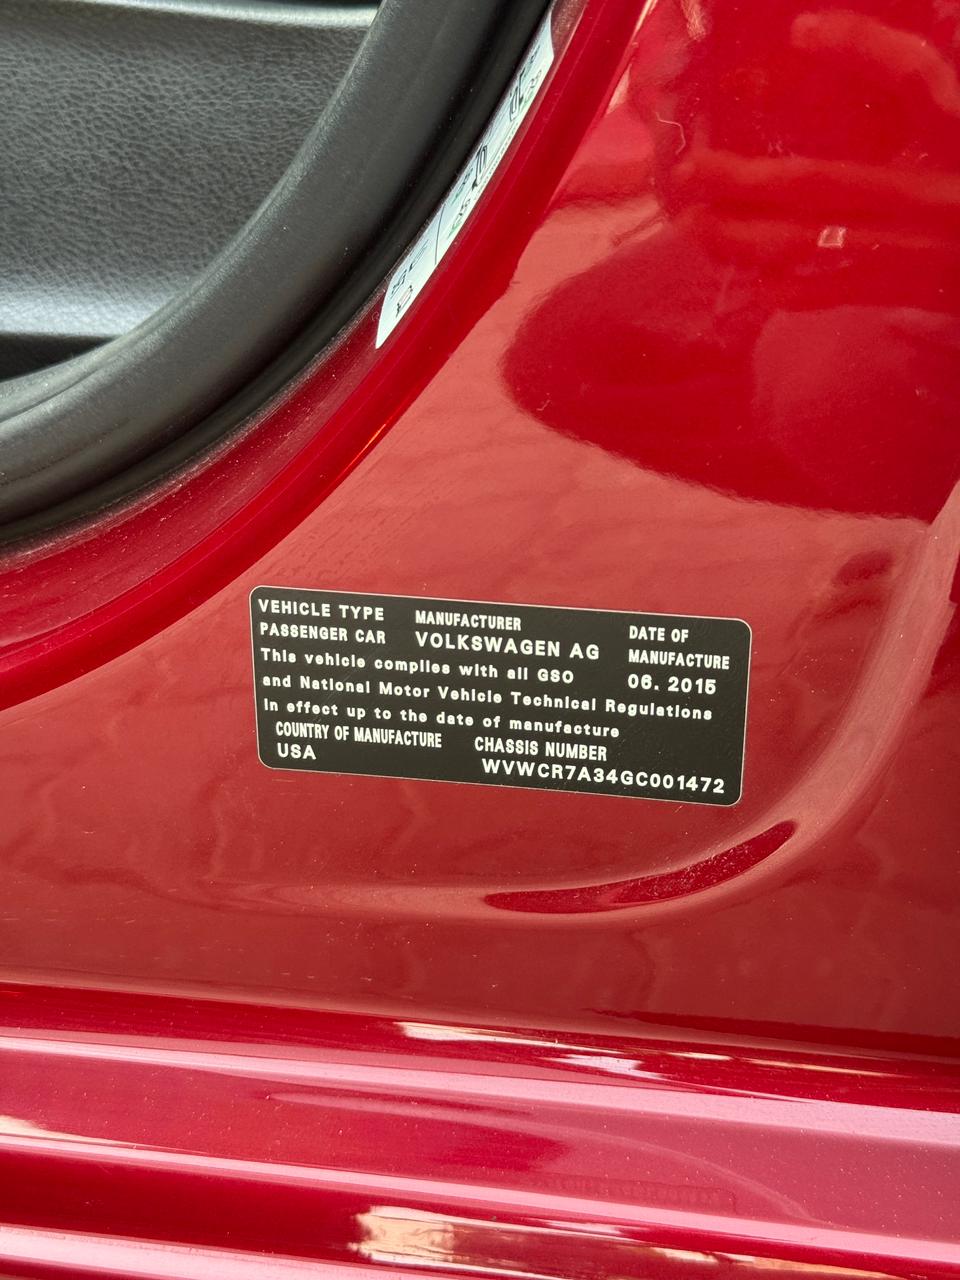 VEHICLE TYPE
PASSENGER CAR
MANUFACTURER
VOLKSWAGEN AG
DATE OF
MANUFACTURE
06. 2015
This vehicle complies with all GSO
and National Motor Vehicle Technical Regulations
In effect up to the date of manufacture
COUNTRY OF MANUFACTURE
USA
CHASSIS NUMBER
WVWCR7A34GC001472